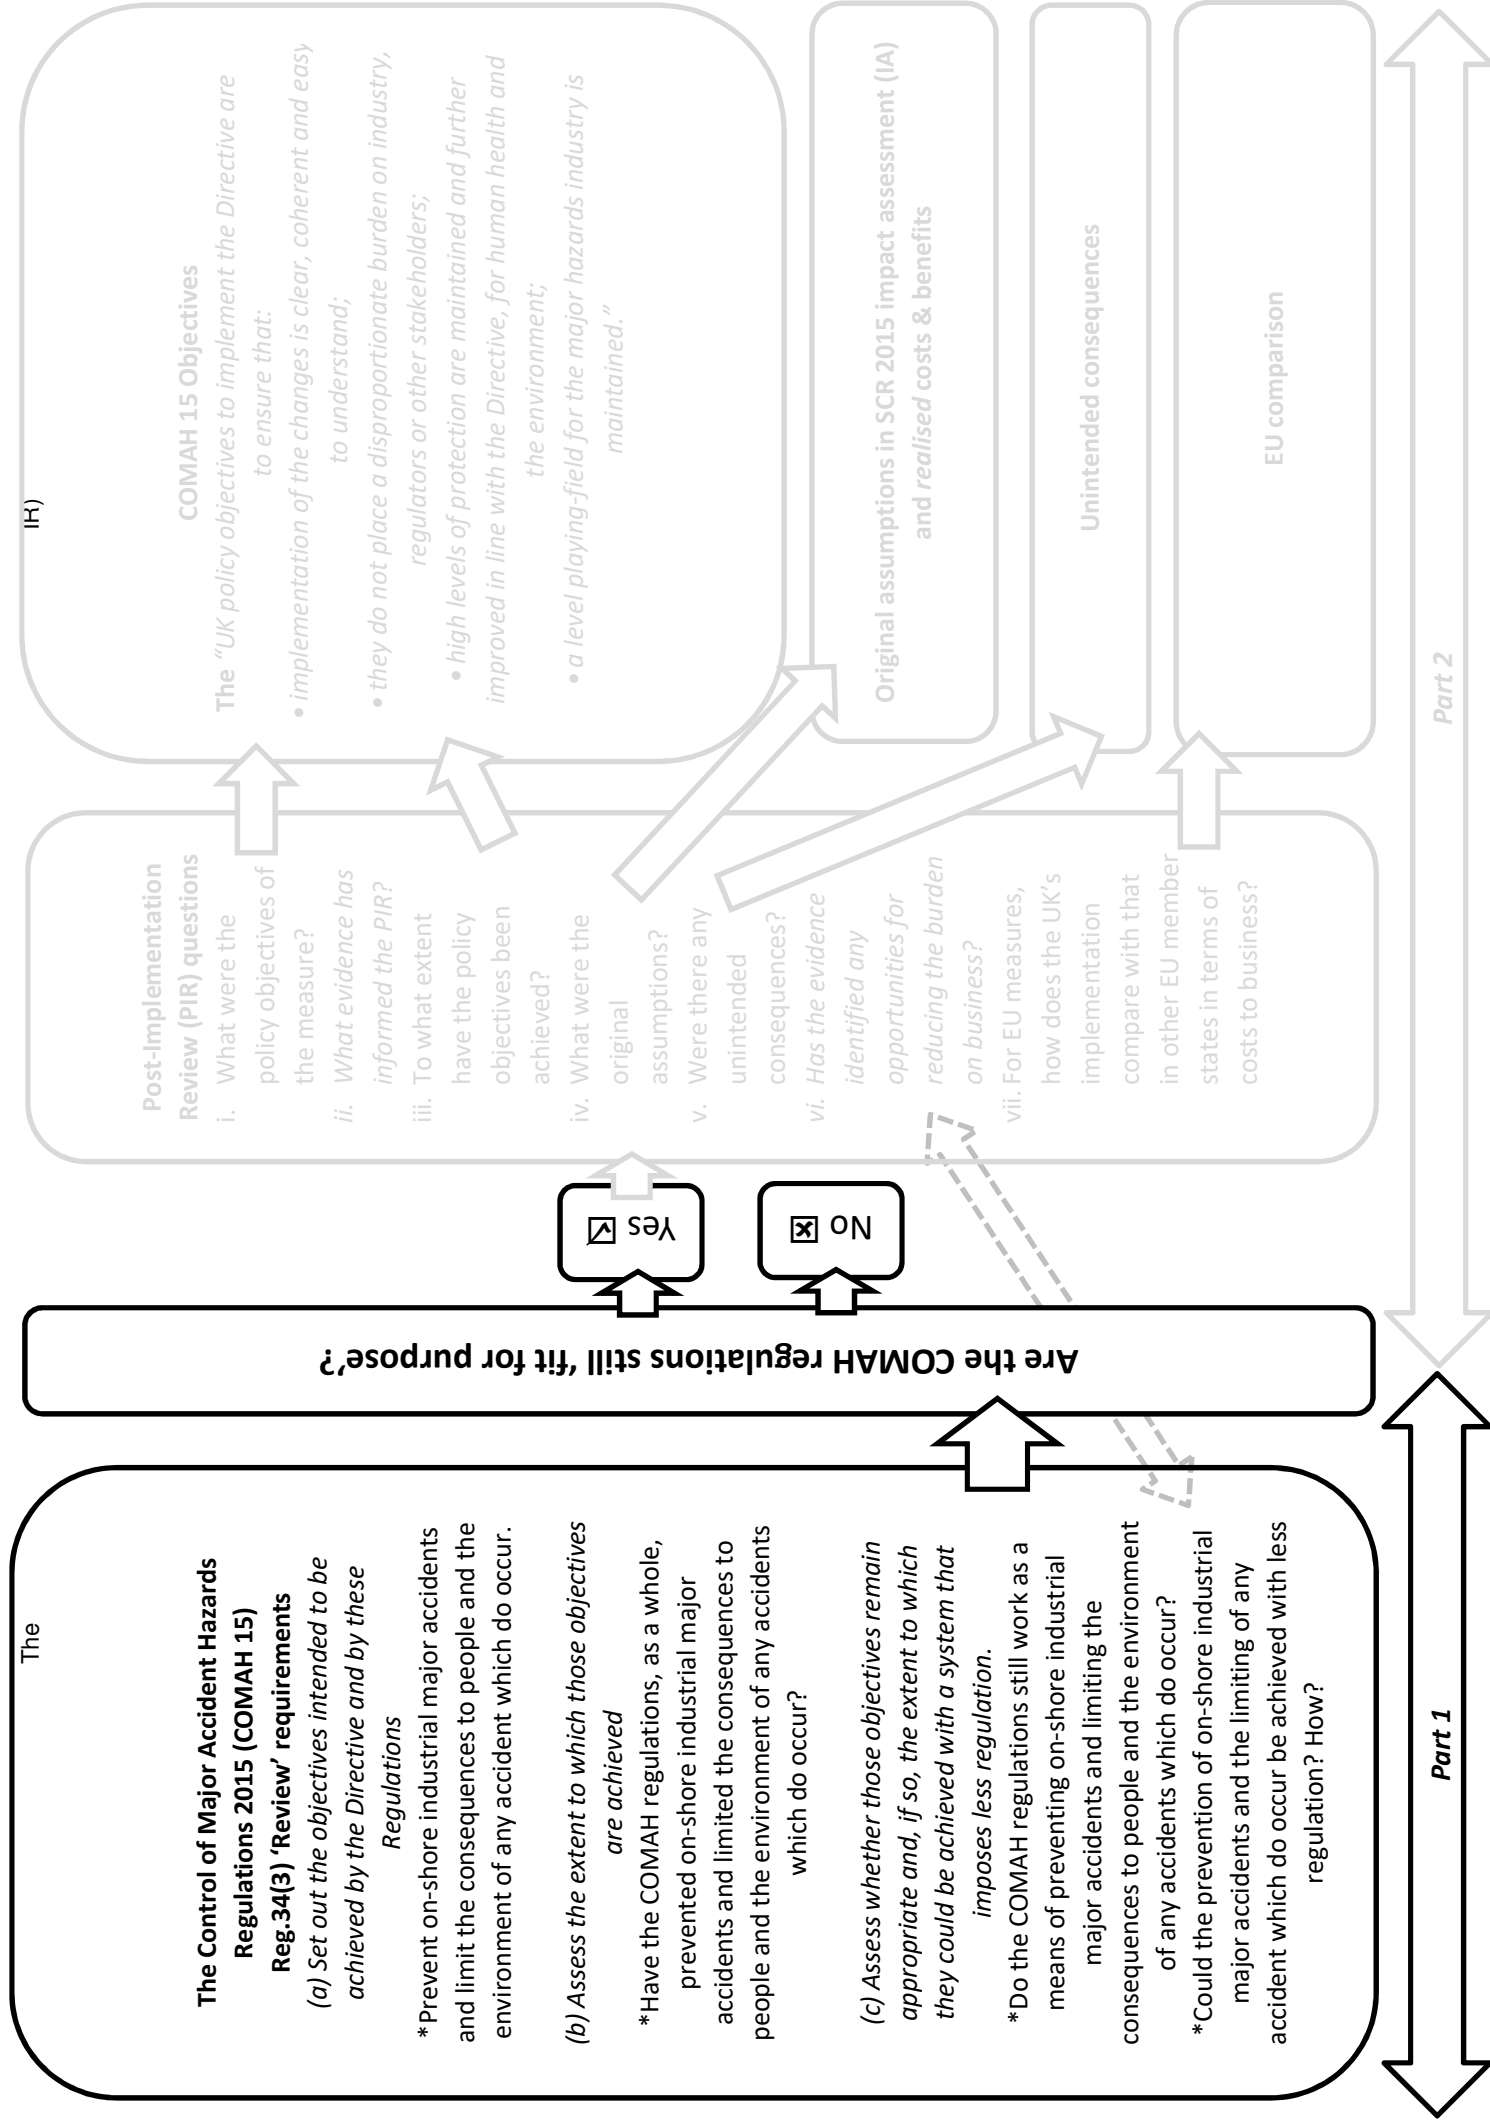 The
IR)
The Control of Major Accident Hazards
Regulations 2015 (COMAH 15)
Reg.34(3) ‘Review’ requirements
(a) Set out the objectives intended to be
achieved by the Directive and by these
Regulations
*Prevent on-shore industrial major accidents
and limit the consequences to people and the
environment of any accident which do occur.
(b) Assess the extent to which those objectives
are achieved
*Have the COMAH regulations, as a whole,
prevented on-shore industrial major
accidents and limited the consequences to
people and the environment of any accidents
which do occur?
(c) Assess whether those objectives remain
appropriate and, if so, the extent to which
they could be achieved with a system that
imposes less regulation.
*Do the COMAH regulations still work as a
means of preventing on-shore industrial
major accidents and limiting the
consequences to people and the environment
of any accidents which do occur?
*Could the prevention of on-shore industrial
major accidents and the limiting of any
accident which do occur be achieved with less
regulation? How?
Are the COMAH regulations still ‘fit for purpose’?
Yes ☑
No ☒
Post-Implementation
Review (PIR) questions
i. What were the
policy objectives of
the measure?
ii. What evidence has
informed the PIR?
iii. To what extent
have the policy
objectives been
achieved?
iv. What were the
original
assumptions?
v. Were there any
unintended
consequences?
vi. Has the evidence
identified any
opportunities for
reducing the burden
on business?
vii. For EU measures,
how does the UK’s
implementation
compare with that
in other EU member
states in terms of
costs to business?
COMAH 15 Objectives
The “UK policy objectives to implement the Directive are
to ensure that:
• implementation of the changes is clear, coherent and easy
to understand;
• they do not place a disproportionate burden on industry,
regulators or other stakeholders;
• high levels of protection are maintained and further
improved in line with the Directive, for human health and
the environment;
• a level playing-field for the major hazards industry is
maintained.”
Original assumptions in SCR 2015 impact assessment (IA)
and realised costs & benefits
Unintended consequences
EU comparison
Part 1
Part 2